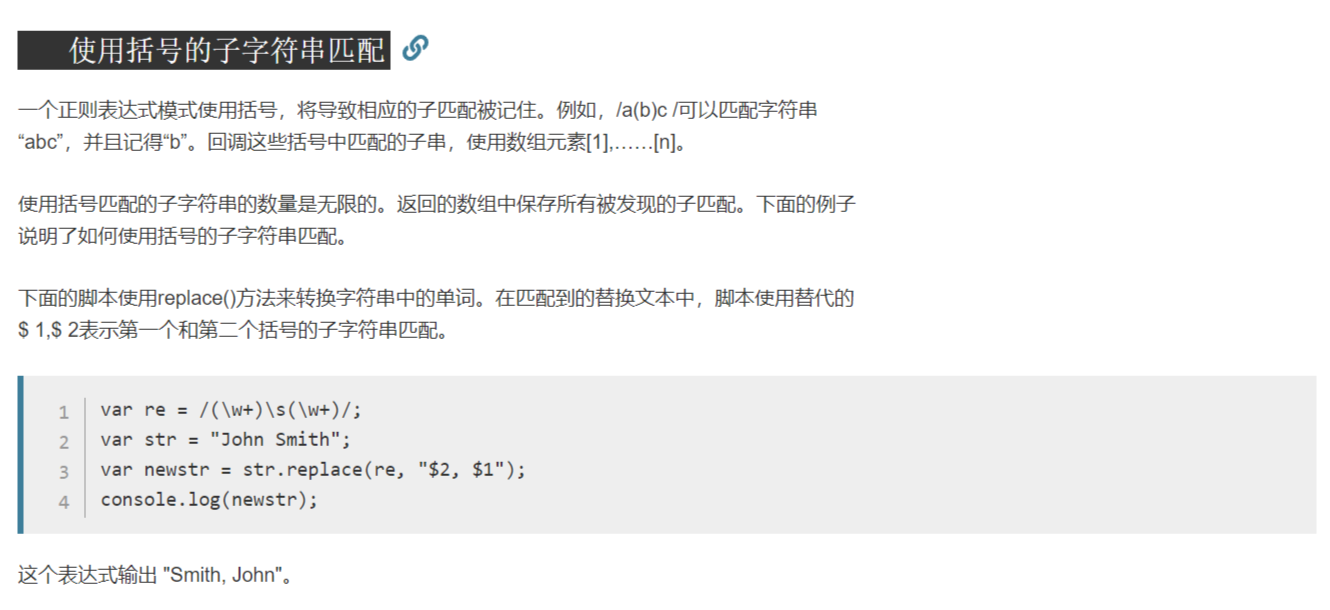 使用括号的子字符串匹配
一个正则表达式模式使用括号，将导致相应的子匹配被记住。例如，/a(b)c /可以匹配字符串
“abc”，并且记得“b”。回调这些括号中匹配的子串，使用数组元素[1],……[n]。
使用括号匹配的子字符串的数量是无限的。返回的数组中保存所有被发现的子匹配。下面的例子
说明了如何使用括号的子字符串匹配。
下面的脚本使用replace()方法来转换字符串中的单词。在匹配到的替换文本中，脚本使用替代的
$ 1,$ 2表示第一个和第二个括号的子字符串匹配。
1 var re = /(\w+)\s(\w+)/;
2 var str = "John Smith";
3 var newstr = str.replace(re, "$2, $1");
4 console.log(newstr);
这个表达式输出 "Smith, John"。